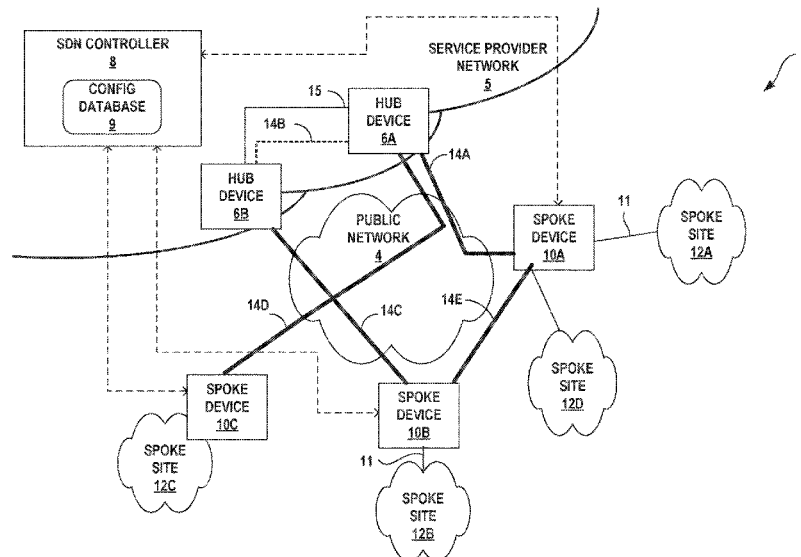 SDN CONTROLLER
8
CONFIG
DATABASE
9
SERVICE PROVIDER
NETWORK 5
15
14B
HUB
DEVICE
6A
14A
HUB
DEVICE
6B
PUBLIC
NETWORK
4
SPOKE
DEVICE
10A
11
SPOKE
SITE
12A
14D
14C
14E
SPOKE
DEVICE
10C
SPOKE
SITE
12C
SPOKE
DEVICE
10B
11
SPOKE
SITE
12B
SPOKE
SITE
12D